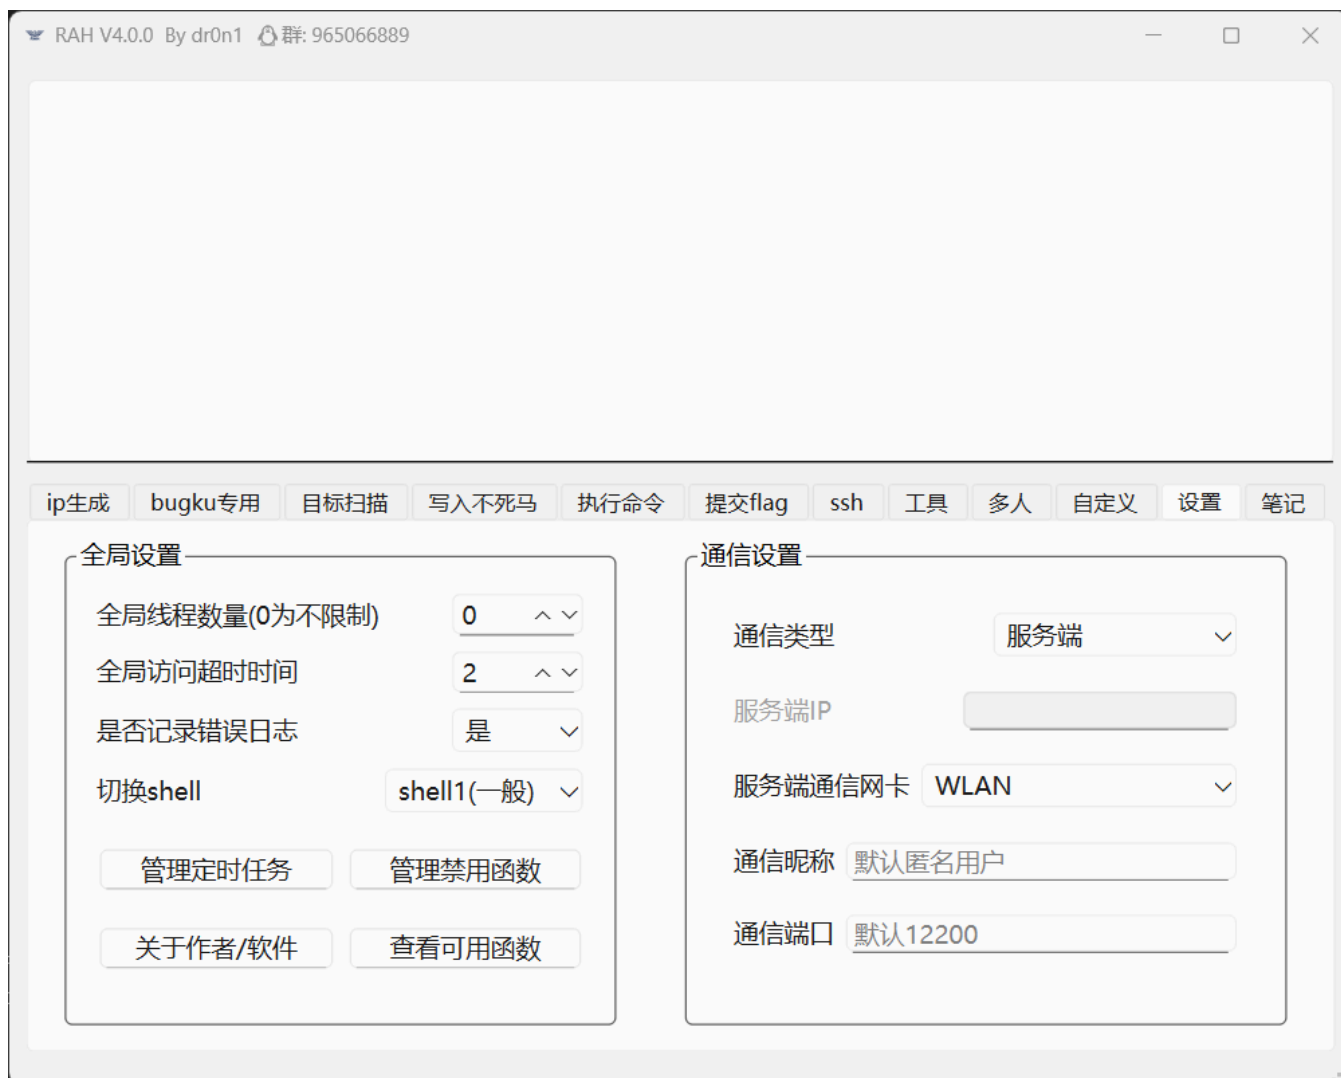 RAH V4.0.0 By dr0n1 群: 965066889
ip生成 bugku专用 目标扫描 写入不死马 执行命令 提交flag ssh 工具 多人 自定义 设置 笔记
全局设置
全局线程数量(0为不限制) 0
全局访问超时时间 2
是否记录错误日志 是
切换shell shell1(一般)
管理定时任务 管理禁用函数
关于作者/软件 查看可用函数
通信设置
通信类型 服务端
服务端IP
服务端通信网卡 WLAN
通信昵称 默认匿名用户
通信端口 默认12200